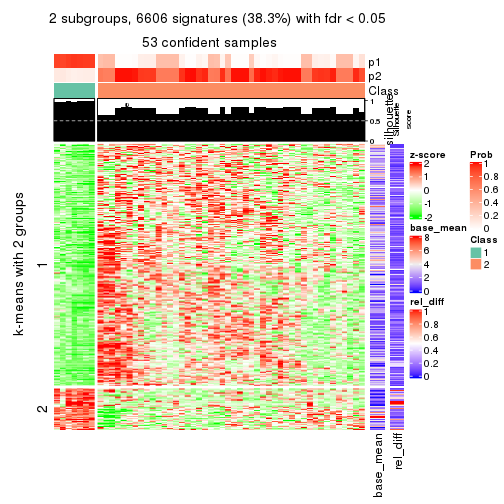 2 subgroups, 6606 signatures (38.3%) with fdr < 0.05
53 confident samples
p1
p2
Class
silhouette
Silhouette
score
1
0.5
0
k-means with 2 groups
1
2
base_mean
rel_diff
z-score
2
1
0
-1
-2
base_mean
8
6
4
2
0
rel_diff
1
0.8
0.6
0.4
0.2
0
Prob
1
0.8
0.6
0.4
0.2
0
Class
1
2